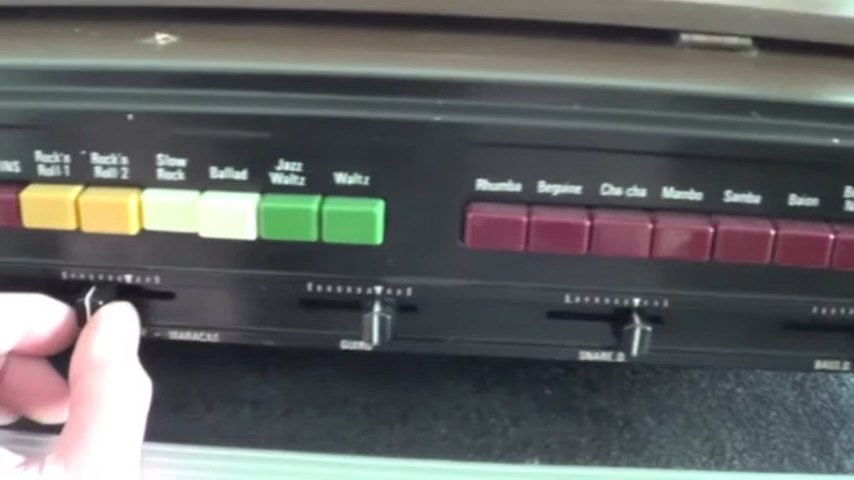 Rock'n
Roll 1
Rock'n
Roll 2
Slow
Rock
Ballad
Jazz
Waltz
Waltz
Rhumba
Beguine
Cha cha
Mambo
Samba
Baion
MARACAS
GUIRO
SNARE D
BASS D